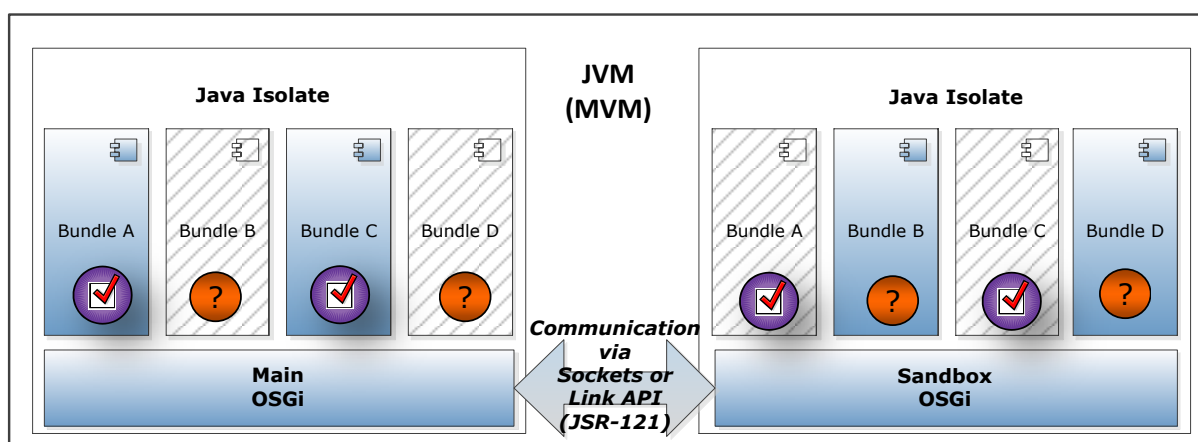 Java Isolate
Bundle A
Bundle B
Bundle C
Bundle D
?
?
Main
OSGi
JVM
(MVM)
Communication
via
Sockets or
Link API
(JSR-121)
Java Isolate
Bundle A
Bundle B
Bundle C
Bundle D
?
?
Sandbox
OSGi